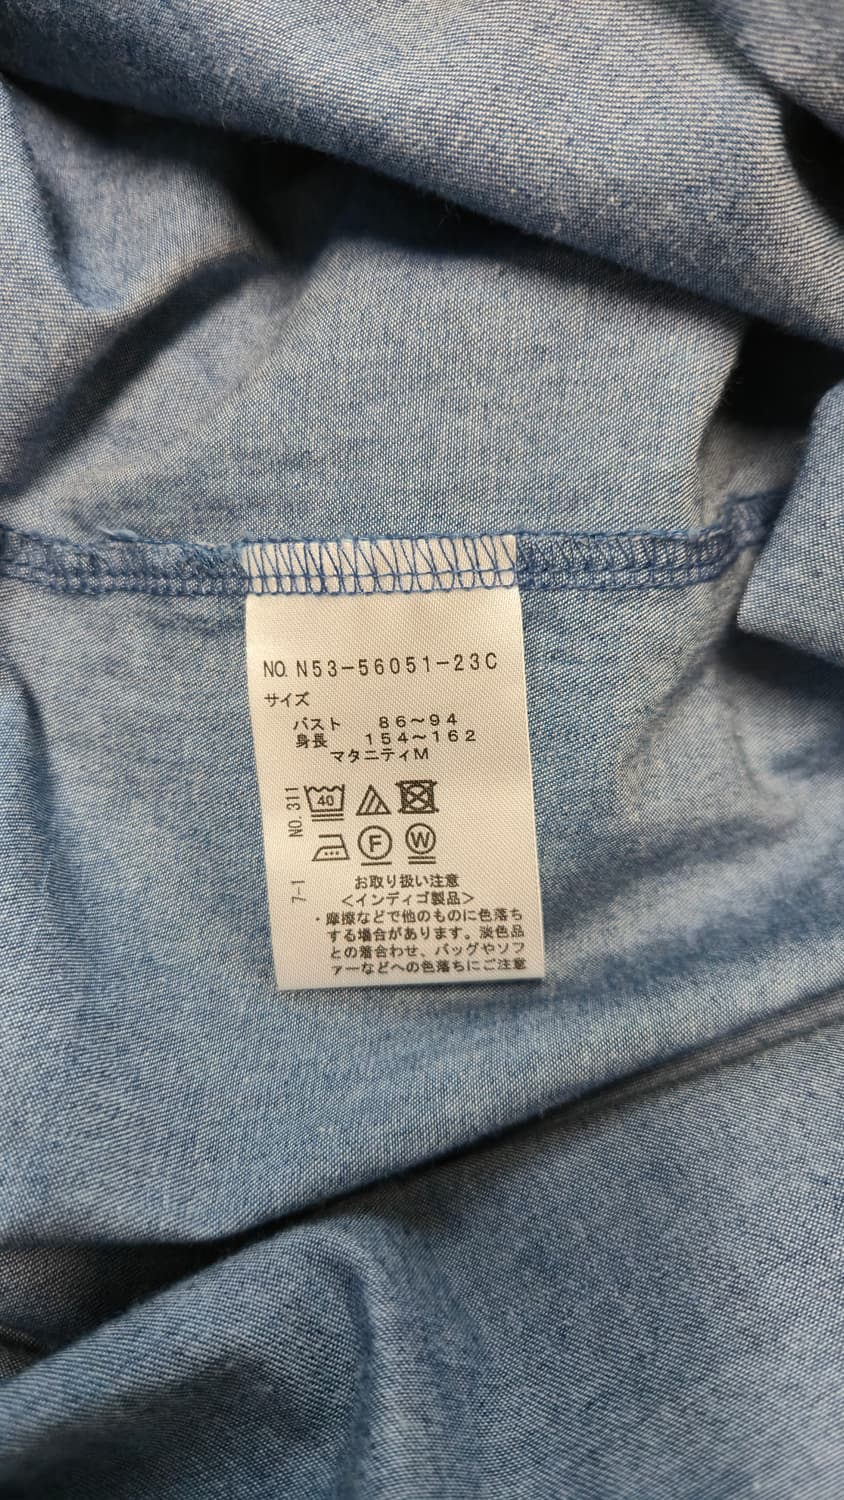 NO. N53-56051-23C
サイズ
バスト 86～94
身長 154～162
マタニティM
NO. 311
40
F W
7-1
お取り扱い注意
＜インディゴ製品＞
・摩擦などで他のものに色落ち
する場合があります。淡色品
との着合わせ、バッグやソフ
ァーなどへの色落ちにご注意